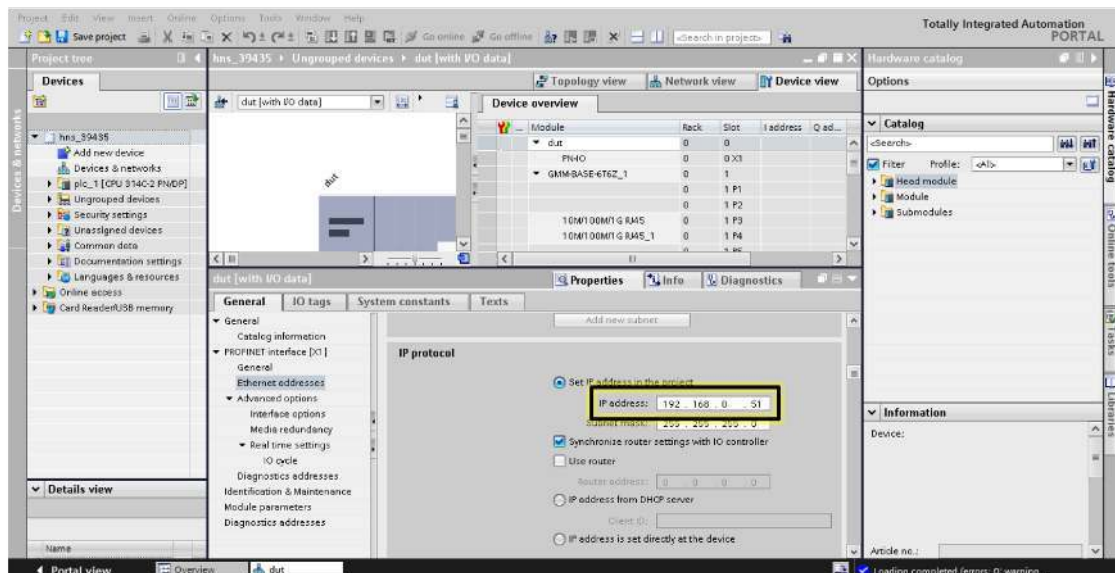 Project Edit View Insert Online Options Tools Window Help
Totally Integrated Automation
PORTAL
Save project
Go online
Go offline
<Search in project>
Project tree
hns_39435 › Ungrouped devices › dut [with I/O data]
Hardware catalog
Devices
Topology view
Network view
Device view
Options
dut [with I/O data]
Device overview
Module Rack Slot I address Q ad...
dut 0 0
PN-IO 0 0 X1
GMM-BASE-6T6Z_1 0 1
0 1 P1
0 1 P2
10M/100M/1G RJ45 0 1 P3
10M/100M/1G RJ45_1 0 1 P4
0 1 P5
dut
hns_39435
Add new device
Devices & networks
plc_1 [CPU 314C-2 PN/DP]
Ungrouped devices
Security settings
Unassigned devices
Common data
Documentation settings
Languages & resources
Online access
Card Reader/USB memory
Catalog
<Search>
Filter Profile: <All>
Head module
Module
Submodules
Devices & networks
Hardware catalog
Online tools
Tasks
Libraries
dut [with I/O data]
Properties
Info
Diagnostics
General IO tags System constants Texts
General
Catalog information
PROFINET interface [X1]
General
Ethernet addresses
Advanced options
Interface options
Media redundancy
Real time settings
IO cycle
Diagnostics addresses
Identification & Maintenance
Module parameters
Diagnostics addresses
Add new subnet
IP protocol
Set IP address in the project
IP address: 192 . 168 . 0 . 51
Subnet mask: 255 . 255 . 255 . 0
Synchronize router settings with IO controller
Use router
Router address: 0 . 0 . 0 . 0
IP address from DHCP server
Client ID:
IP address is set directly at the device
Information
Device:
Article no.:
Details view
Name
Portal view
Overview
dut
Loading completed (errors: 0; warning